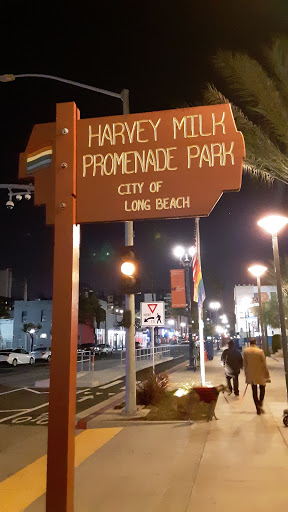 HARVEY MILK
PROMENADE PARK
CITY OF
LONG BEACH